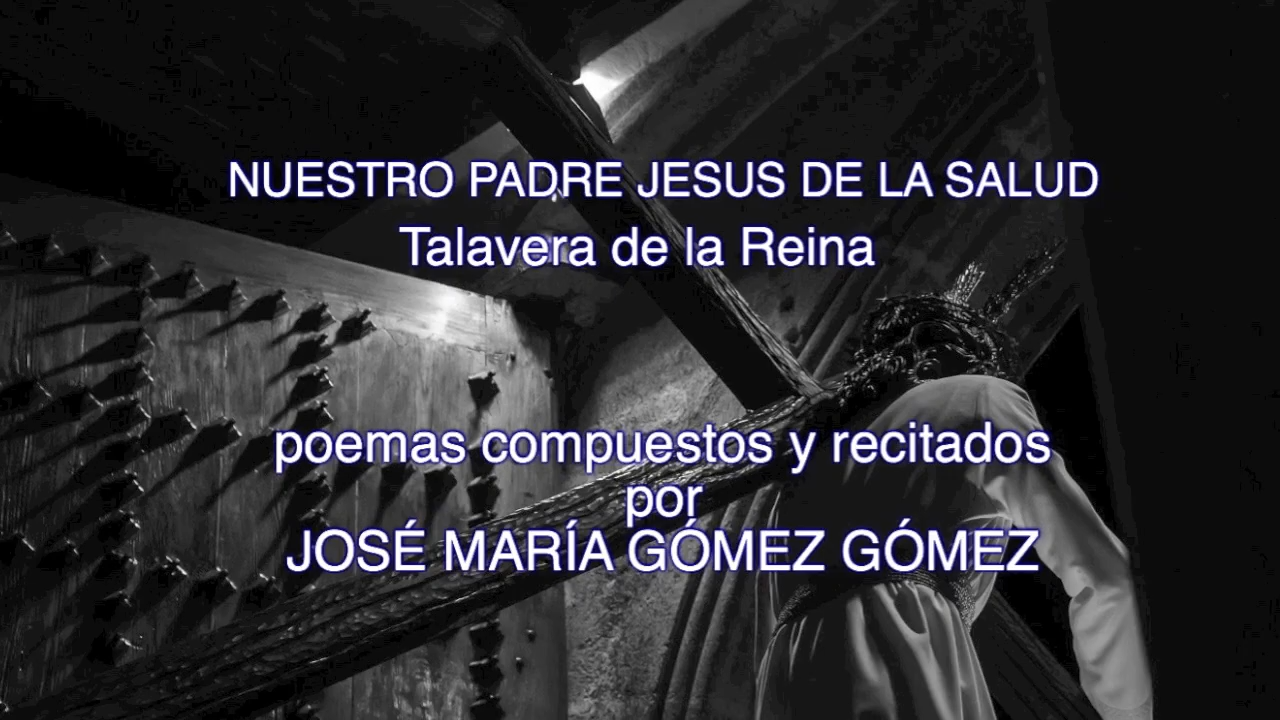 NUESTRO PADRE JESUS DE LA SALUD
Talavera de la Reina
poemas compuestos y recitados
por
JOSÉ MARÍA GÓMEZ GÓMEZ